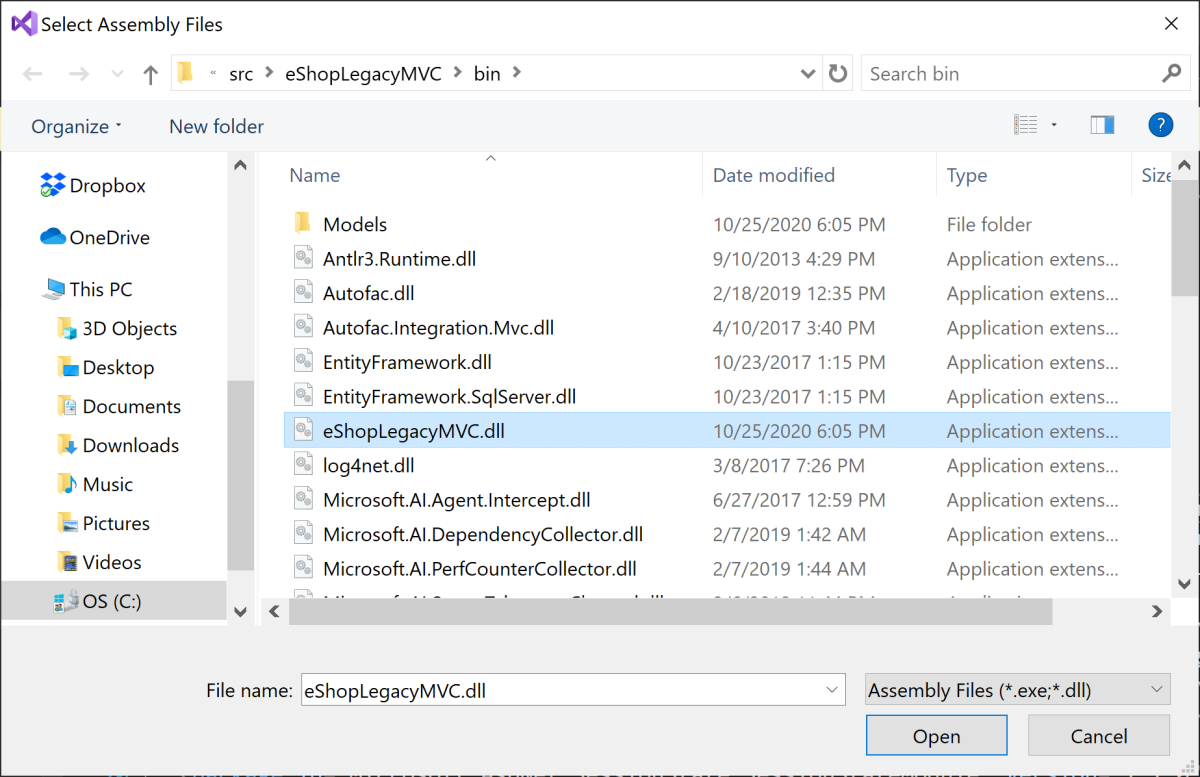 Select Assembly Files
« src > eShopLegacyMVC > bin >
Search bin
Organize
New folder
?
Dropbox
OneDrive
This PC
3D Objects
Desktop
Documents
Downloads
Music
Pictures
Videos
OS (C:)
Name Date modified Type Size
Models 10/25/2020 6:05 PM File folder
Antlr3.Runtime.dll 9/10/2013 4:29 PM Application extens...
Autofac.dll 2/18/2019 12:35 PM Application extens...
Autofac.Integration.Mvc.dll 4/10/2017 3:40 PM Application extens...
EntityFramework.dll 10/23/2017 1:15 PM Application extens...
EntityFramework.SqlServer.dll 10/23/2017 1:15 PM Application extens...
eShopLegacyMVC.dll 10/25/2020 6:05 PM Application extens...
log4net.dll 3/8/2017 7:26 PM Application extens...
Microsoft.AI.Agent.Intercept.dll 6/27/2017 12:59 PM Application extens...
Microsoft.AI.DependencyCollector.dll 2/7/2019 1:42 AM Application extens...
Microsoft.AI.PerfCounterCollector.dll 2/7/2019 1:44 AM Application extens...
File name: eShopLegacyMVC.dll
Assembly Files (*.exe;*.dll)
Open
Cancel